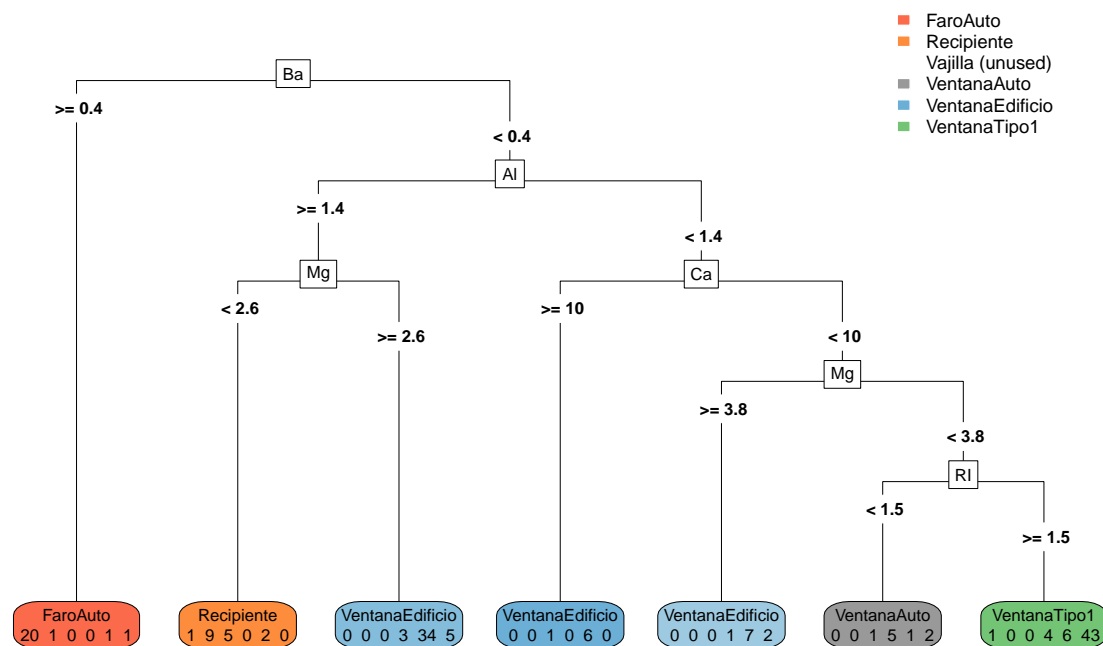 FaroAuto
Recipiente
Vajilla (unused)
VentanaAuto
VentanaEdificio
VentanaTipo1
Ba
>= 0.4
< 0.4
Al
>= 1.4
< 1.4
Mg
Ca
< 2.6
>= 2.6
>= 10
< 10
Mg
>= 3.8
< 3.8
RI
< 1.5
>= 1.5
FaroAuto
20 1 0 0 1 1
Recipiente
1 9 5 0 2 0
VentanaEdificio
0 0 0 3 34 5
VentanaEdificio
0 0 1 0 6 0
VentanaEdificio
0 0 0 1 7 2
VentanaAuto
0 0 1 5 1 2
VentanaTipo1
1 0 0 4 6 43